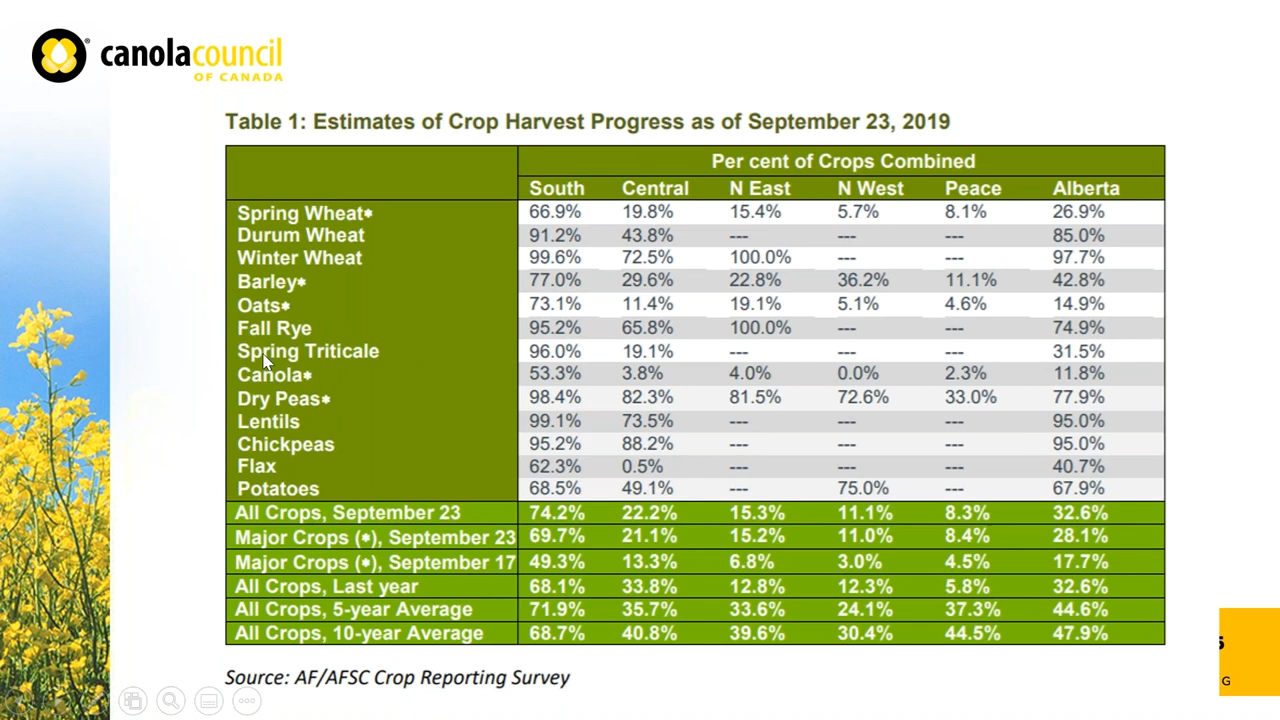 canolacouncil
OF CANADA
®
Table 1: Estimates of Crop Harvest Progress as of September 23, 2019
Per cent of Crops Combined
South Central N East N West Peace Alberta
Spring Wheat* 66.9% 19.8% 15.4% 5.7% 8.1% 26.9%
Durum Wheat 91.2% 43.8% --- --- --- 85.0%
Winter Wheat 99.6% 72.5% 100.0% --- --- 97.7%
Barley* 77.0% 29.6% 22.8% 36.2% 11.1% 42.8%
Oats* 73.1% 11.4% 19.1% 5.1% 4.6% 14.9%
Fall Rye 95.2% 65.8% 100.0% --- --- 74.9%
Spring Triticale 96.0% 19.1% --- --- --- 31.5%
Canola* 53.3% 3.8% 4.0% 0.0% 2.3% 11.8%
Dry Peas* 98.4% 82.3% 81.5% 72.6% 33.0% 77.9%
Lentils 99.1% 73.5% --- --- --- 95.0%
Chickpeas 95.2% 88.2% --- --- --- 95.0%
Flax 62.3% 0.5% --- --- --- 40.7%
Potatoes 68.5% 49.1% --- 75.0% --- 67.9%
All Crops, September 23 74.2% 22.2% 15.3% 11.1% 8.3% 32.6%
Major Crops (*), September 23 69.7% 21.1% 15.2% 11.0% 8.4% 28.1%
Major Crops (*), September 17 49.3% 13.3% 6.8% 3.0% 4.5% 17.7%
All Crops, Last year 68.1% 33.8% 12.8% 12.3% 5.8% 32.6%
All Crops, 5-year Average 71.9% 35.7% 33.6% 24.1% 37.3% 44.6%
All Crops, 10-year Average 68.7% 40.8% 39.6% 30.4% 44.5% 47.9%
Source: AF/AFSC Crop Reporting Survey
G